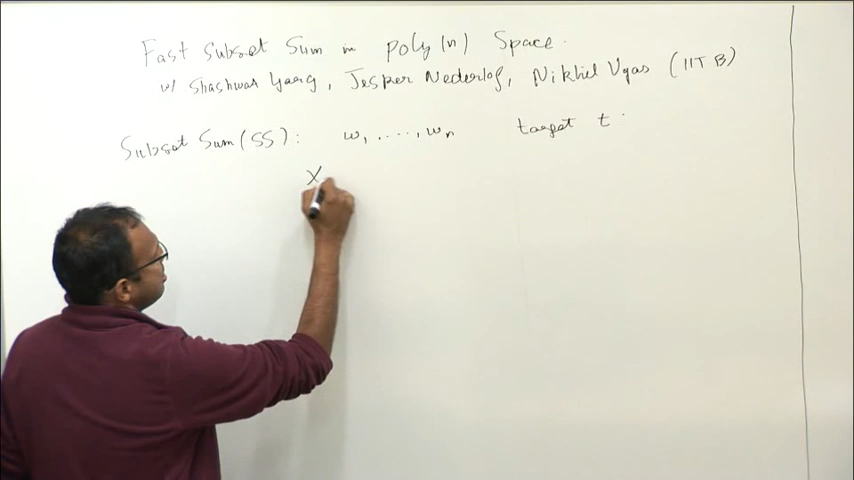 Fast Subset Sum in poly(n) Space.
w/ Shashwat Garg, Jesper Nederlof, Nikhil Vyas (IIT B)
Subset Sum (SS): w₁, ...., wₙ target t.
X